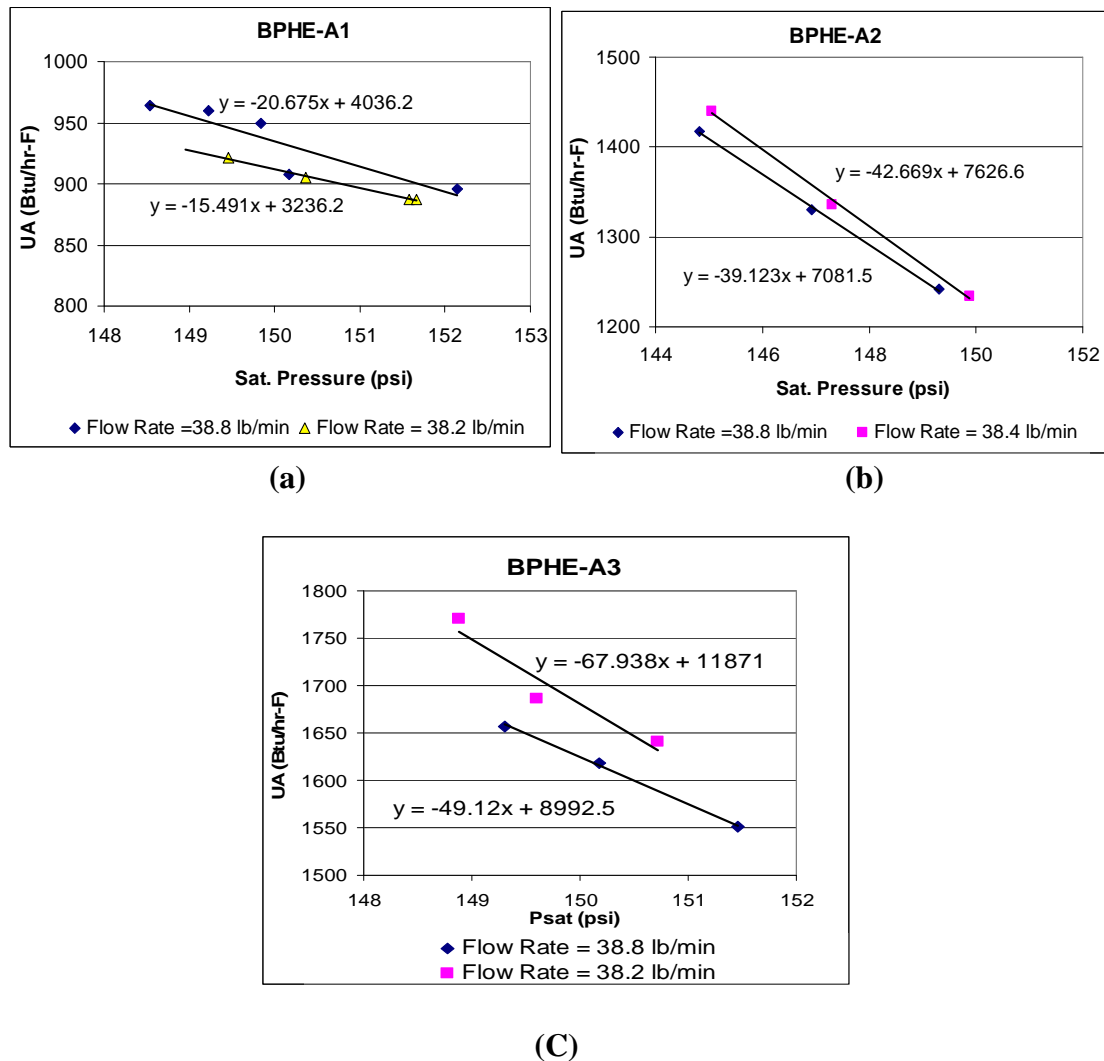 BPHE-A1
1000
950
900
850
800
y = -20.675x + 4036.2
y = -15.491x + 3236.2
UA (Btu/hr-F)
148 149 150 151 152 153
Sat. Pressure (psi)
Flow Rate =38.8 lb/min Flow Rate = 38.2 lb/min
(a)
BPHE-A2
1500
1400
1300
1200
y = -42.669x + 7626.6
y = -39.123x + 7081.5
UA (Btu/hr-F)
144 146 148 150 152
Sat. Pressure (psi)
Flow Rate =38.8 lb/min Flow Rate = 38.4 lb/min
(b)
BPHE-A3
1800
1750
1700
1650
1600
1550
1500
y = -67.938x + 11871
y = -49.12x + 8992.5
UA (Btu/hr-F)
148 149 150 151 152
Psat (psi)
Flow Rate = 38.8 lb/min
Flow Rate = 38.2 lb/min
(C)